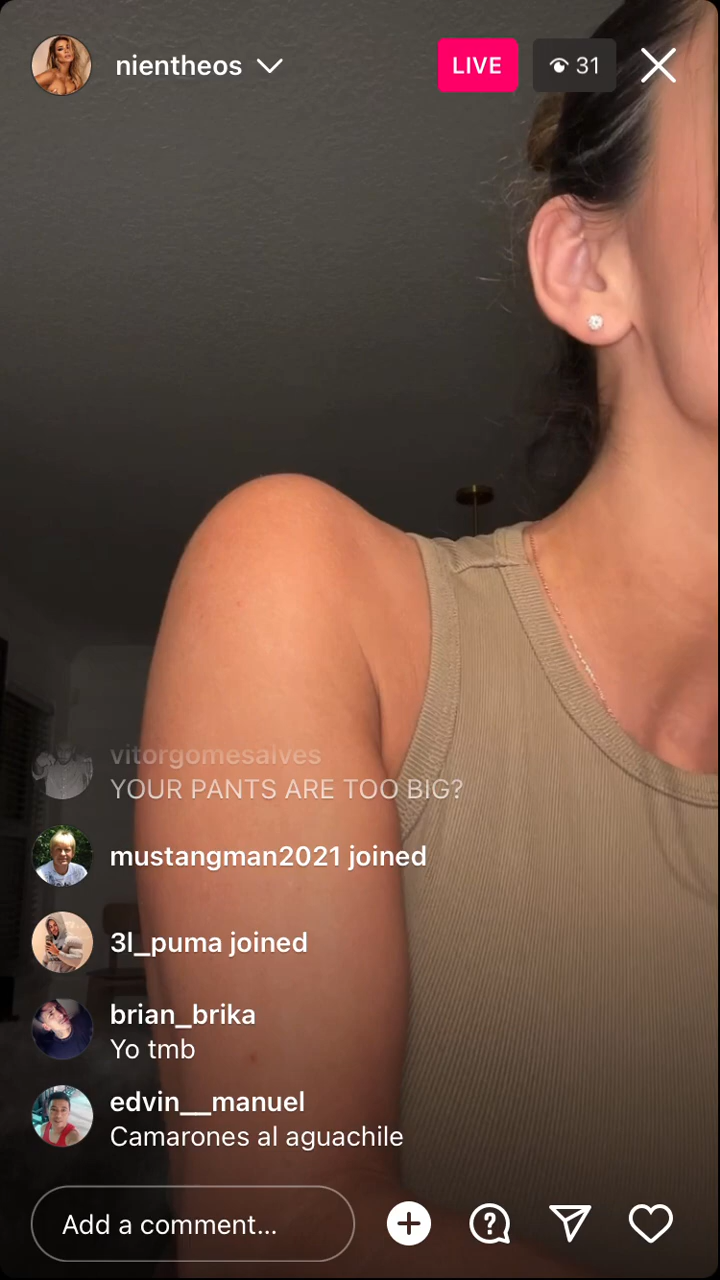 nientheos
LIVE
31
vitorgomesalves
YOUR PANTS ARE TOO BIG?
mustangman2021 joined
3l_puma joined
brian_brika
Yo tmb
edvin__manuel
Camarones al aguachile
Add a comment...